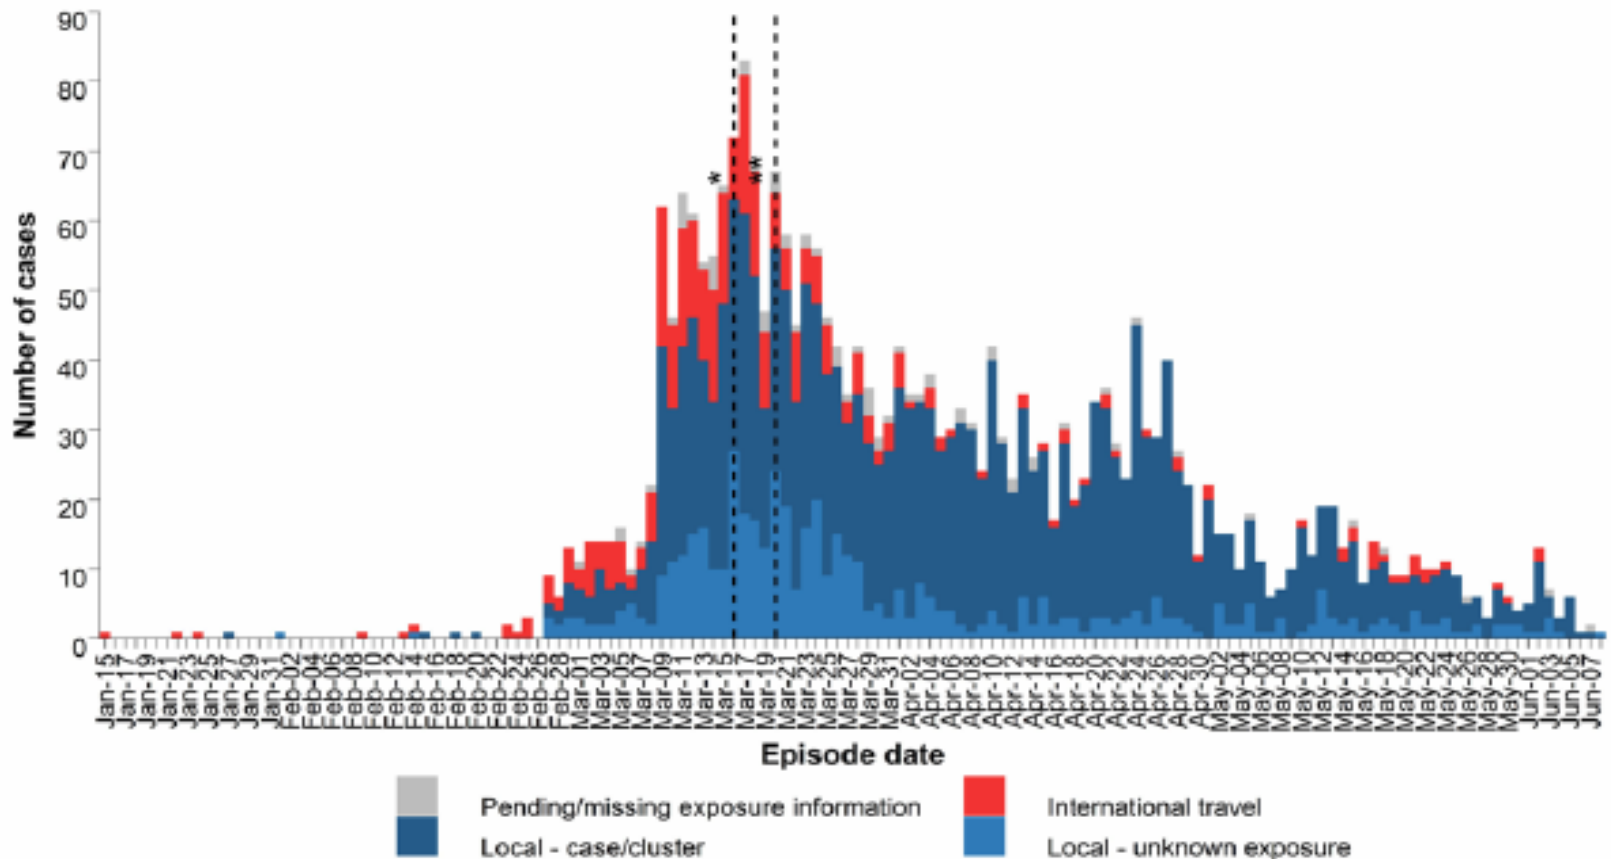 90
80
70
60
50
40
30
20
10
0
Number of cases
*
**
Jan-15
Jan-17
Jan-19
Jan-21
Jan-23
Jan-25
Jan-27
Jan-29
Jan-31
Feb-02
Feb-04
Feb-06
Feb-08
Feb-10
Feb-12
Feb-14
Feb-16
Feb-18
Feb-20
Feb-22
Feb-24
Feb-26
Feb-28
Mar-01
Mar-03
Mar-05
Mar-07
Mar-09
Mar-11
Mar-13
Mar-15
Mar-17
Mar-19
Mar-21
Mar-23
Mar-25
Mar-27
Mar-29
Mar-31
Apr-02
Apr-04
Apr-06
Apr-08
Apr-10
Apr-12
Apr-14
Apr-16
Apr-18
Apr-20
Apr-22
Apr-24
Apr-26
Apr-28
Apr-30
May-02
May-04
May-06
May-08
May-10
May-12
May-14
May-16
May-18
May-20
May-22
May-24
May-26
May-28
May-30
Jun-01
Jun-03
Jun-05
Jun-07
Episode date
Pending/missing exposure information
International travel
Local - case/cluster
Local - unknown exposure